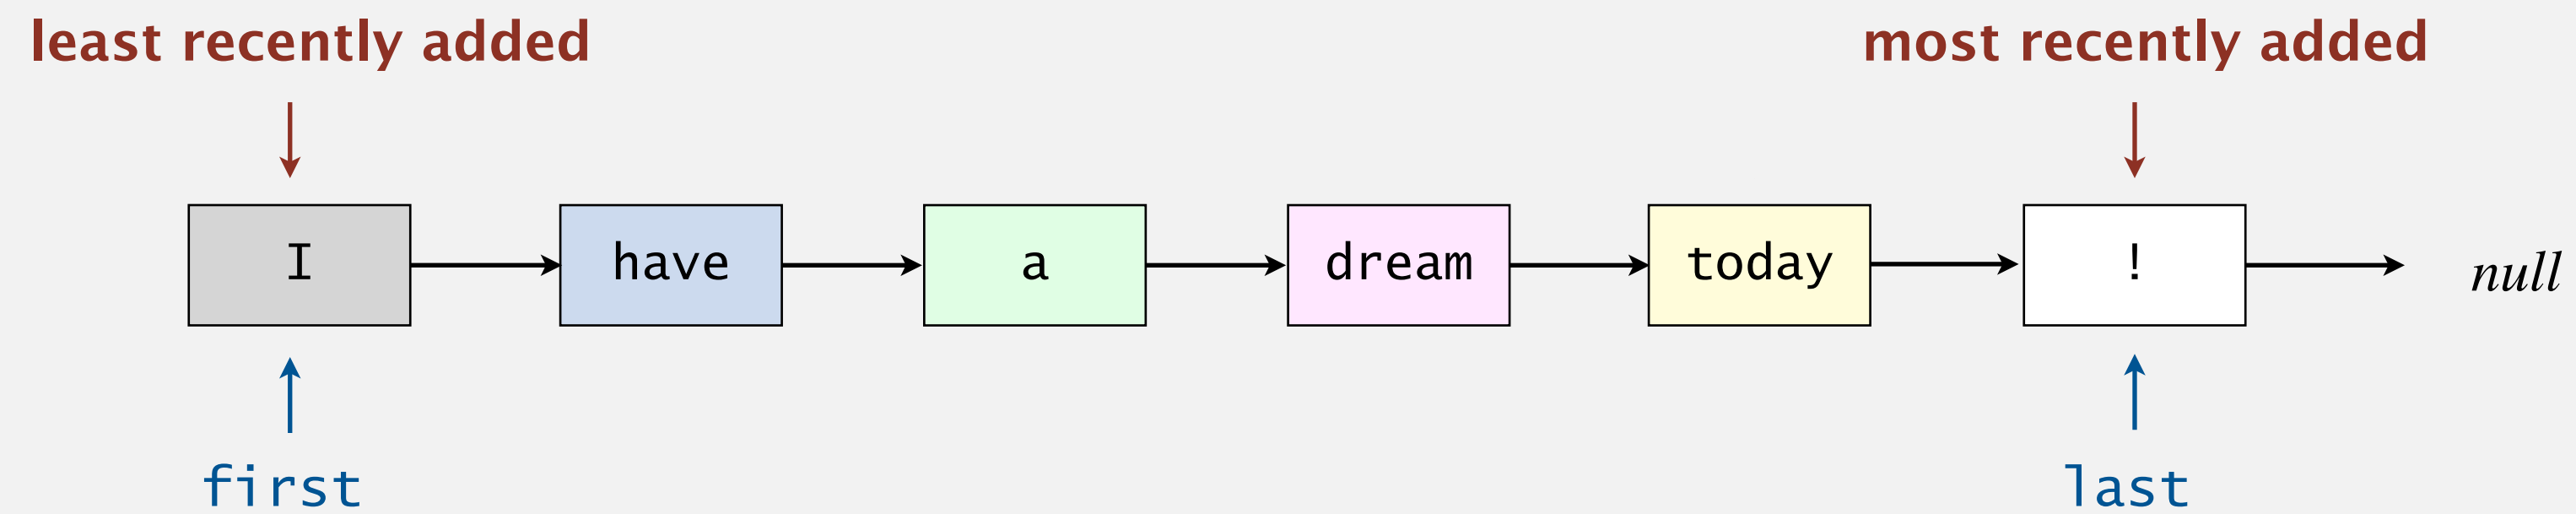 least recently added most recently added
I have a dream today ! null
first last